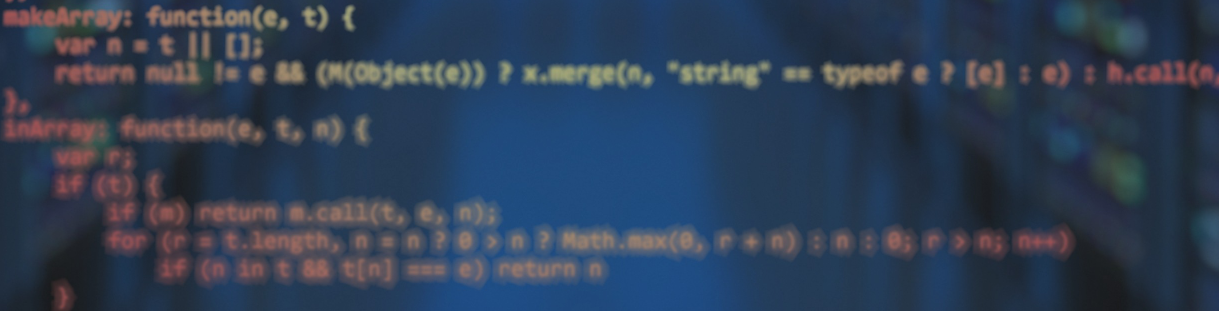 makeArray: function(e, t) {
var n = t || [];
return null != e && (M(Object(e)) ? x.merge(n, "string" == typeof e ? [e] : e) : h.call(n,
},
inArray: function(e, t, n) {
var r;
if (t) {
if (m) return m.call(t, e, n);
for (r = t.length, n = n ? 0 > n ? Math.max(0, r + n) : n : 0; r > n; n++)
if (n in t && t[n] === e) return n
}